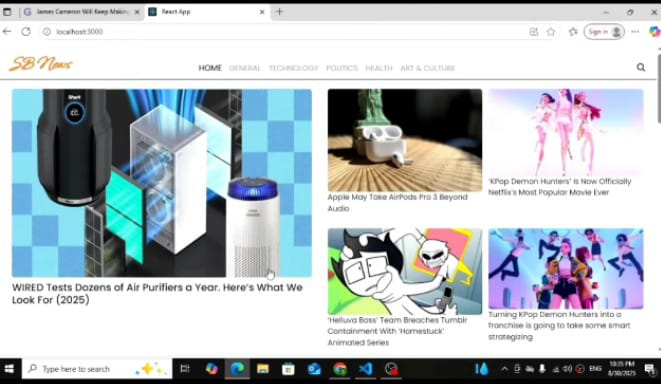 James Cameron Will Keep Making
React App
localhost:3000
Sign in
SB News
HOME GENERAL TECHNOLOGY POLITICS HEALTH ART & CULTURE
WIRED Tests Dozens of Air Purifiers a Year. Here's What We
Look For (2025)
Apple May Take AirPods Pro 3 Beyond
Audio
'KPop Demon Hunters' Is Now Officially
Netflix's Most Popular Movie Ever
'Helluva Boss' Team Breaches Tumblr
Containment With 'Homestuck'
Animated Series
Turning KPop Demon Hunters into a
franchise is going to take some smart
strategizing
Type here to search
ENG
10:35 PM
8/30/2025